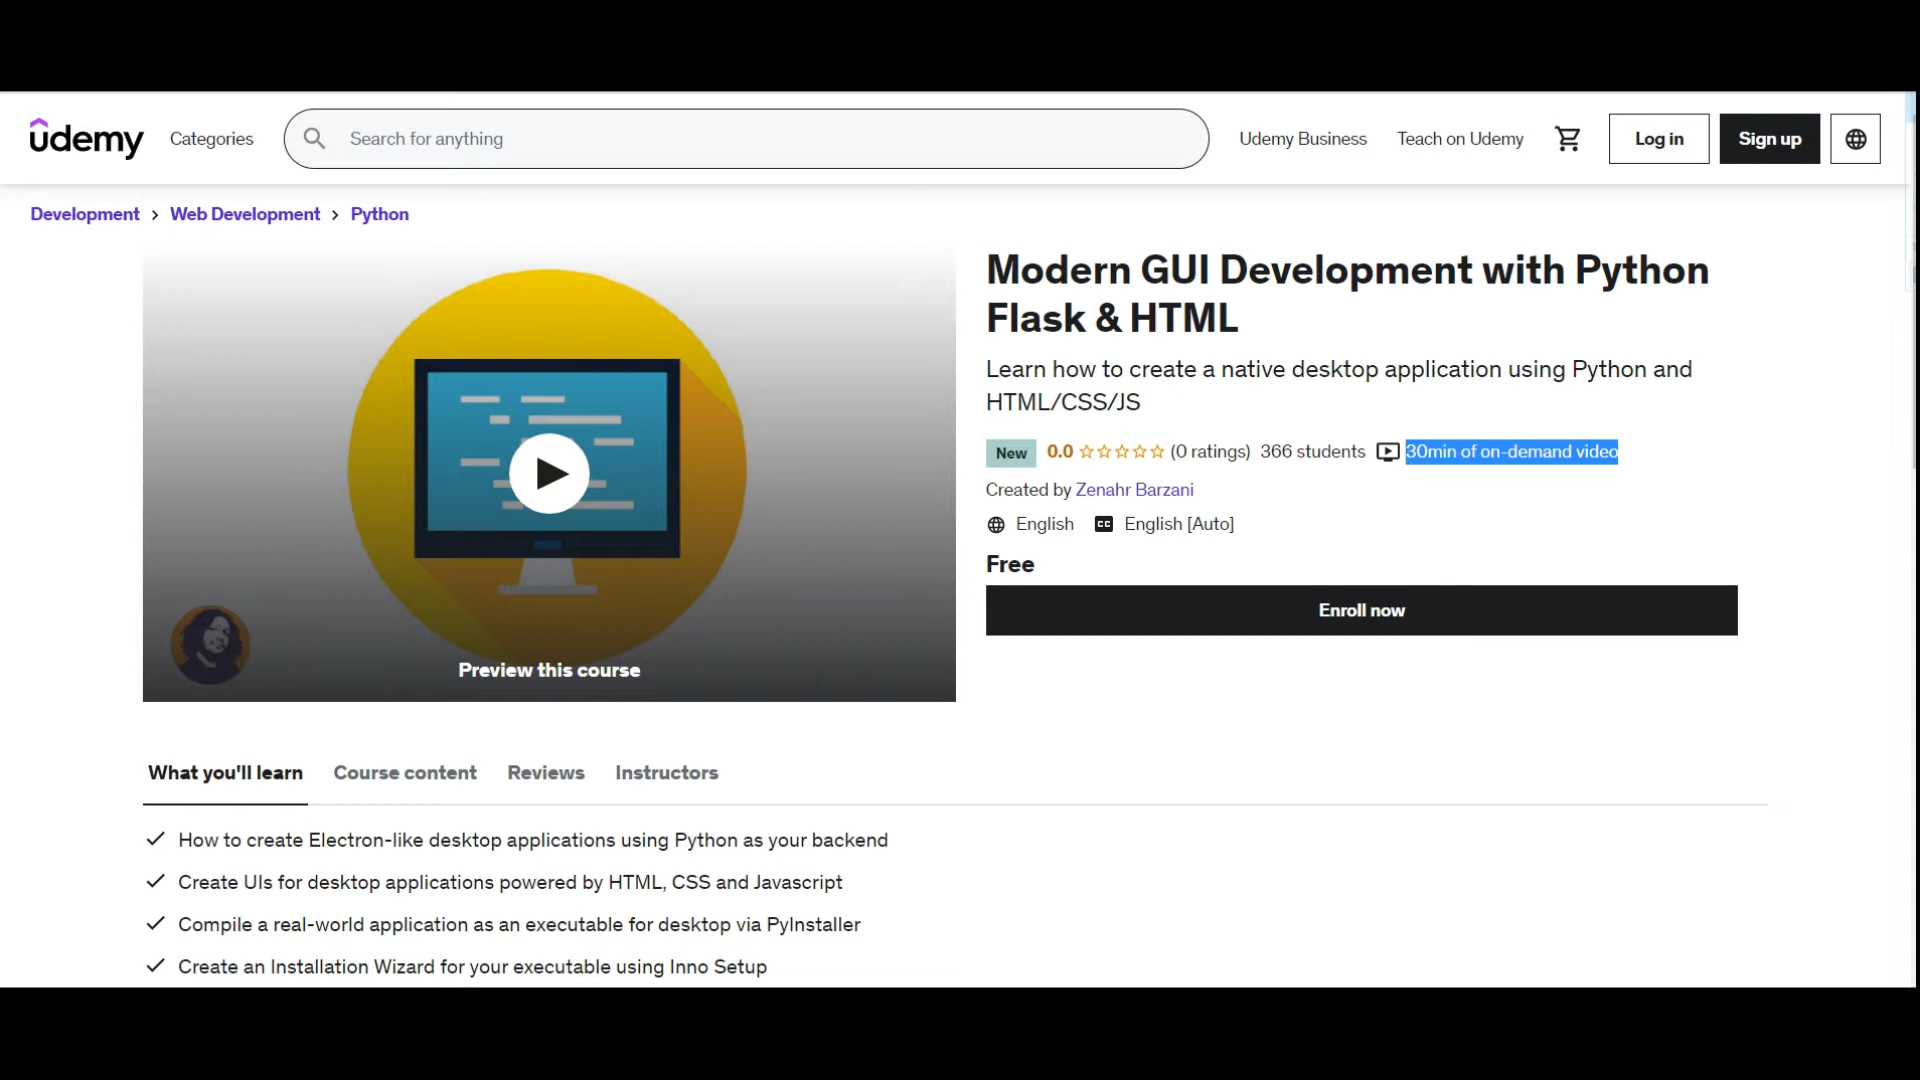 udemy Categories Search for anything Udemy Business Teach on Udemy Log in Sign up
Development > Web Development > Python
Modern GUI Development with Python
Flask & HTML
Learn how to create a native desktop application using Python and
HTML/CSS/JS
New 0.0 (0 ratings) 366 students 30min of on-demand video
Created by Zenahr Barzani
English CC English [Auto]
Free
Enroll now
Preview this course
What you'll learn Course content Reviews Instructors
How to create Electron-like desktop applications using Python as your backend
Create UIs for desktop applications powered by HTML, CSS and Javascript
Compile a real-world application as an executable for desktop via PyInstaller
Create an Installation Wizard for your executable using Inno Setup